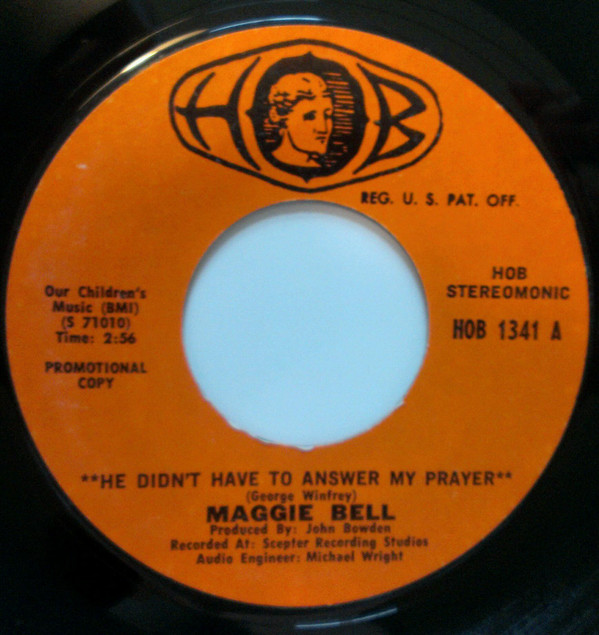 HOB
REG. U. S. PAT. OFF.
Our Children's
Music (BMI)
(S 71010)
Time: 2:56
PROMOTIONAL
COPY
HOB
STEREOMONIC
HOB 1341 A
**HE DIDN'T HAVE TO ANSWER MY PRAYER**
(George Winfrey)
MAGGIE BELL
Produced By: John Bowden
Recorded At: Scepter Recording Studios
Audio Engineer: Michael Wright